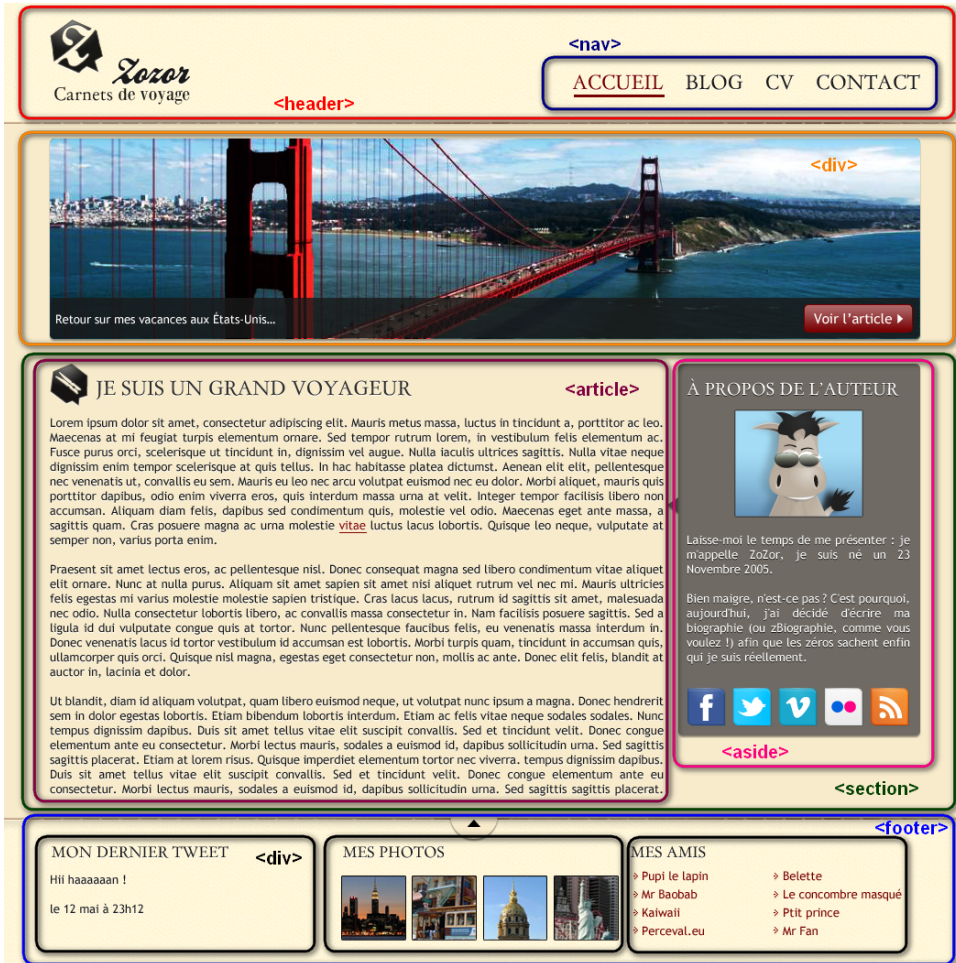 <nav>
Zozor
Carnets de voyage
<header>
ACCUEIL BLOG CV CONTACT
<div>
Retour sur mes vacances aux États-Unis...
Voir l'article
JE SUIS UN GRAND VOYAGEUR
<article>
Lorem ipsum dolor sit amet, consectetur adipiscing elit. Mauris metus massa, luctus in tincidunt a, porttitor ac leo.
Maecenas at mi feugiat turpis elementum ornare. Sed tempor rutrum lorem, in vestibulum felis elementum ac.
Fusce purus orci, scelerisque ut tincidunt in, dignissim vel augue. Nulla iaculis ultrices sagittis. Nulla vitae neque
dignissim enim tempor scelerisque at quis tellus. In hac habitasse platea dictumst. Aenean elit elit, pellentesque
nec venenatis ut, convallis eu sem. Mauris eu leo nec arcu volutpat euismod nec eu dolor. Morbi aliquet, mauris quis
porttitor dapibus, odio enim viverra eros, quis interdum massa urna at velit. Integer tempor facilisis libero non
accumsan. Aliquam diam felis, dapibus sed condimentum quis, molestie vel odio. Maecenas eget ante massa, a
sagittis quam. Cras posuere magna ac urna molestie vitae luctus lacus lobortis. Quisque leo neque, vulputate at
semper non, varius porta enim.
Praesent sit amet lectus eros, ac pellentesque nisl. Donec consequat magna sed libero condimentum vitae aliquet
elit ornare. Nunc at nulla purus. Aliquam sit amet sapien sit amet nisi aliquet rutrum vel nec mi. Mauris ultricies
felis egestas mi varius molestie molestie sapien tristique. Cras lacus lacus, rutrum id sagittis sit amet, malesuada
nec odio. Nulla consectetur lobortis libero, ac convallis massa consectetur in. Nam facilisis posuere sagittis. Sed a
ligula id dui vulputate congue quis at tortor. Nunc pellentesque faucibus felis, eu venenatis massa interdum in.
Donec venenatis lacus id tortor vestibulum id accumsan est lobortis. Morbi turpis quam, tincidunt in accumsan quis,
ullamcorper quis orci. Quisque nisl magna, egestas eget consectetur non, mollis ac ante. Donec elit felis, blandit at
auctor in, lacinia et dolor.
Ut blandit, diam id aliquam volutpat, quam libero euismod neque, ut volutpat nunc ipsum a magna. Donec hendrerit
sem in dolor egestas lobortis. Etiam bibendum lobortis interdum. Etiam ac felis vitae neque sodales sodales. Nunc
tempus dignissim dapibus. Duis sit amet tellus vitae elit suscipit convallis. Sed et tincidunt velit. Donec congue
elementum ante eu consectetur. Morbi lectus mauris, sodales a euismod id, dapibus sollicitudin urna. Sed sagittis
sagittis placerat. Etiam at lorem risus. Quisque imperdiet elementum tortor nec viverra. tempus dignissim dapibus.
Duis sit amet tellus vitae elit suscipit convallis. Sed et tincidunt velit. Donec congue elementum ante eu
consectetur. Morbi lectus mauris, sodales a euismod id, dapibus sollicitudin urna. Sed sagittis sagittis placerat.
À PROPOS DE L'AUTEUR
Laisse-moi le temps de me présenter : je
m'appelle ZoZor, je suis né un 23
Novembre 2005.
Bien maigre, n'est-ce pas ? C'est pourquoi,
aujourd'hui, j'ai décidé d'écrire ma
biographie (ou zBiographie, comme vous
voulez !) afin que les zéros sachent enfin
qui je suis réellement.
<aside>
<section>
<footer>
MON DERNIER TWEET
<div>
Hii haaaaaan !
le 12 mai à 23h12
MES PHOTOS
MES AMIS
Pupi le lapin
Mr Baobab
Kaiwaii
Perceval.eu
Belette
Le concombre masqué
Ptit prince
Mr Fan